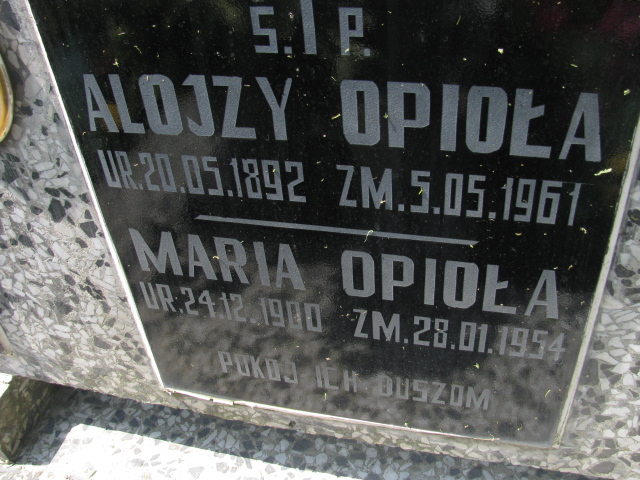 Ś.†P.
ALOJZY OPIOŁA
UR.20.05.1892 ZM.5.05.1961
MARIA OPIOŁA
UR.24.12.1900 ZM.28.01.1954
POKÓJ ICH DUSZOM